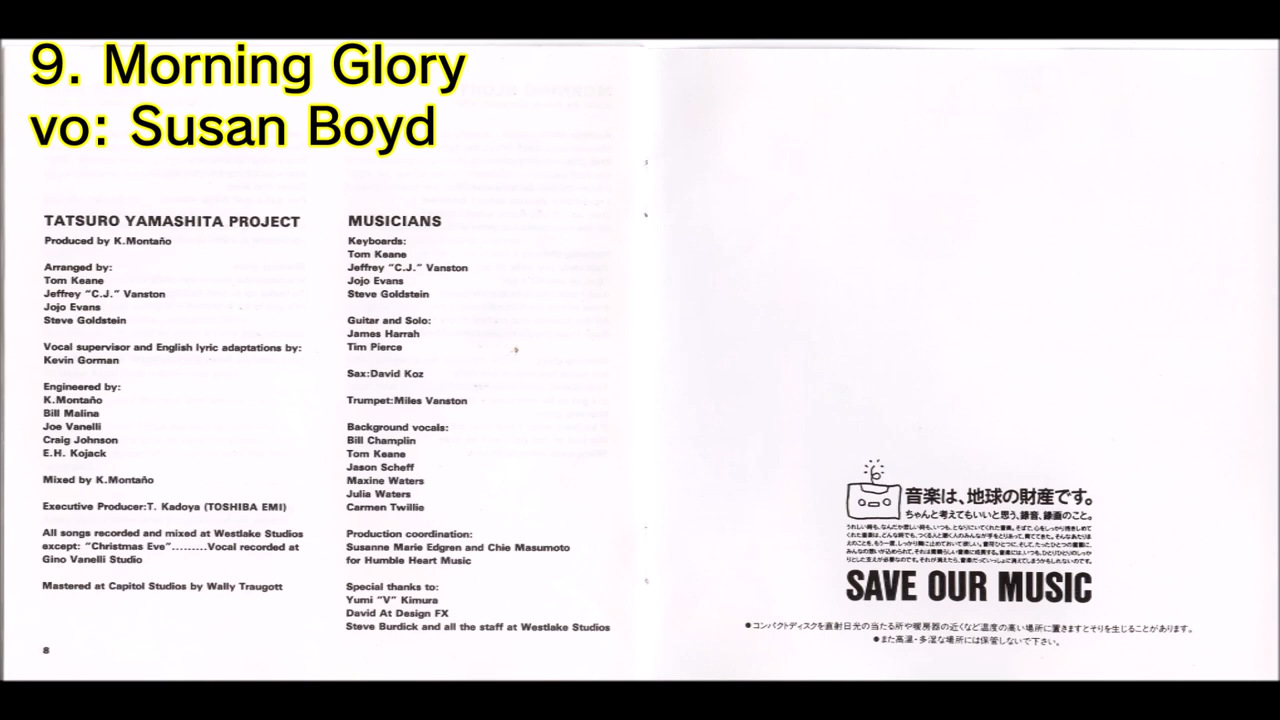 9. Morning Glory
vo: Susan Boyd
TATSURO YAMASHITA PROJECT
Produced by K.Montaño
Arranged by:
Tom Keane
Jeffrey "C.J." Vanston
Jojo Evans
Steve Goldstein
Vocal supervisor and English lyric adaptations by:
Kevin Gorman
Engineered by:
K.Montaño
Bill Malina
Joe Vanelli
Craig Johnson
E.H. Kojack
Mixed by K.Montaño
Executive Producer:T. Kadoya (TOSHIBA EMI)
All songs recorded and mixed at Westlake Studios
except: "Christmas Eve".........Vocal recorded at
Gino Vanelli Studio
Mastered at Capitol Studios by Wally Traugott
8
MUSICIANS
Keyboards:
Tom Keane
Jeffrey "C.J." Vanston
Jojo Evans
Steve Goldstein
Guitar and Solo:
James Harrah
Tim Pierce
Sax:David Koz
Trumpet:Miles Vanston
Background vocals:
Bill Champlin
Tom Keane
Jason Scheff
Maxine Waters
Julia Waters
Carmen Twillie
Production coordination:
Susanne Marie Edgren and Chie Masumoto
for Humble Heart Music
Special thanks to:
Yumi "V" Kimura
David At Design FX
Steve Burdick and all the staff at Westlake Studios
音楽は、地球の財産です。
ちゃんと考えてもいいと思う、録音、録画のこと。
SAVE OUR MUSIC
●コンパクトディスクを直射日光の当たる所や暖房器の近くなど温度の高い場所に置きますとそりを生じることがあります。
●また高温・多湿な場所には保管しないで下さい。